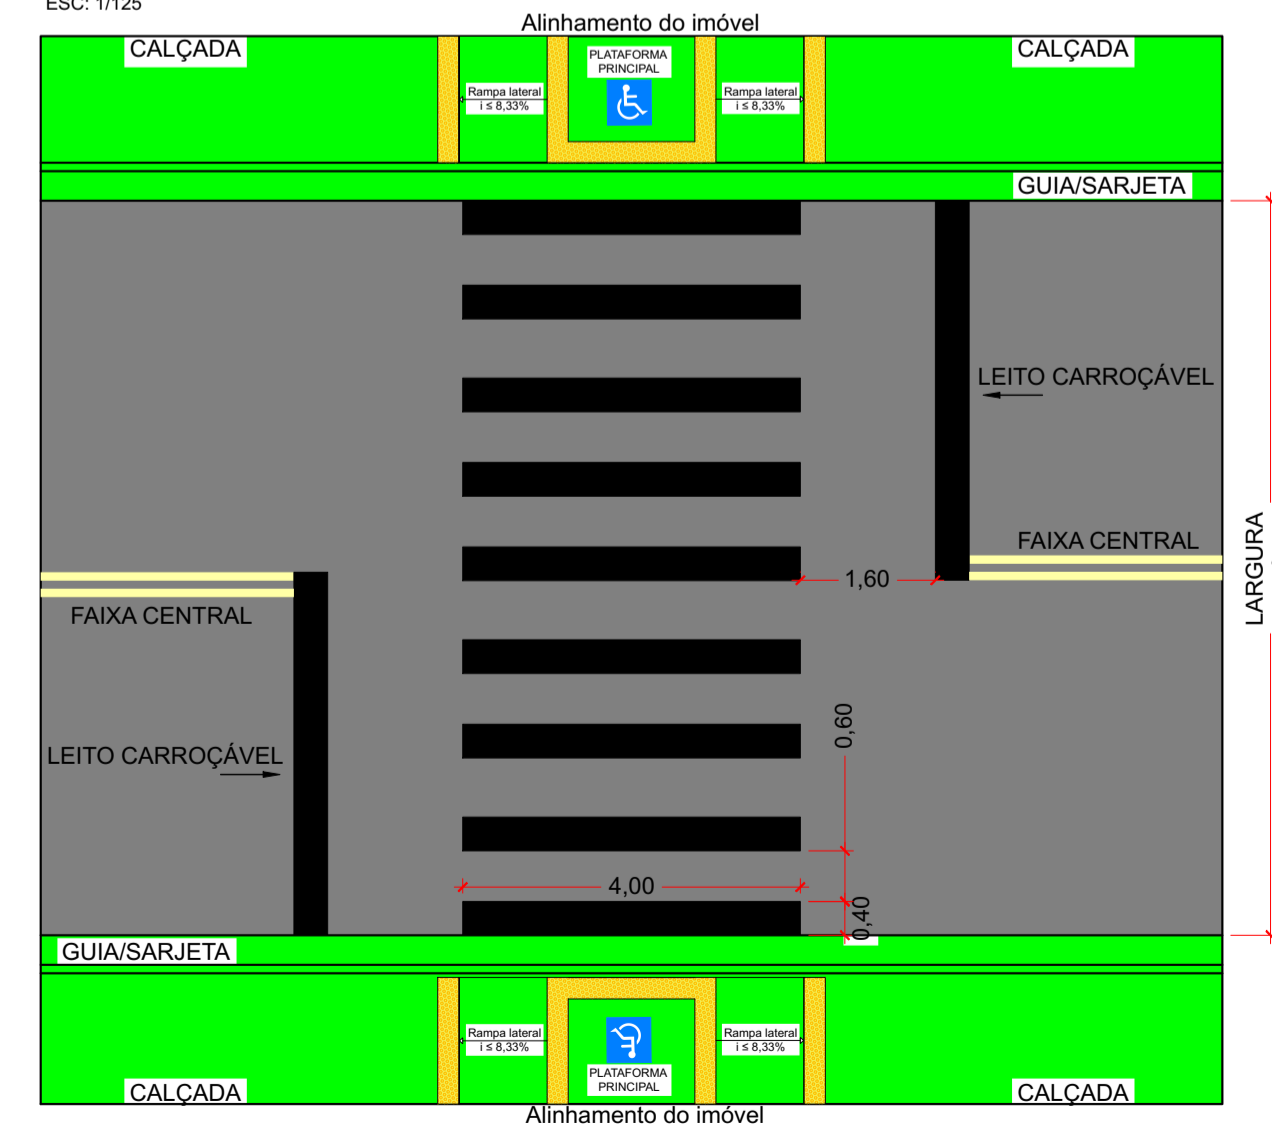 ESC: 1/125
Alinhamento do imóvel
CALÇADA
PLATAFORMA
PRINCIPAL
CALÇADA
Rampa lateral
i ≤ 8,33%
Rampa lateral
i ≤ 8,33%
GUIA/SARJETA
LEITO CARROÇÁVEL
FAIXA CENTRAL
LARGURA
1,60
FAIXA CENTRAL
0,60
LEITO CARROÇÁVEL
4,00
0,40
GUIA/SARJETA
Rampa lateral
i ≤ 8,33%
Rampa lateral
i ≤ 8,33%
PLATAFORMA
PRINCIPAL
CALÇADA
CALÇADA
Alinhamento do imóvel